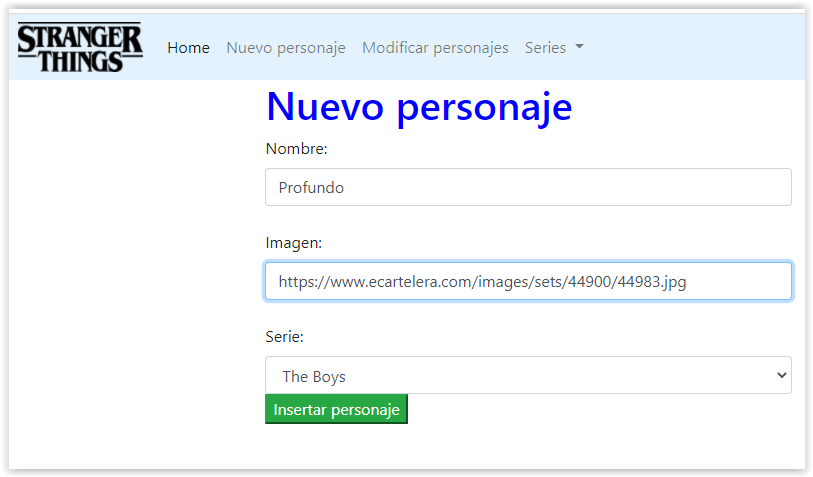 STRANGER
THINGS
Home Nuevo personaje Modificar personajes Series
Nuevo personaje
Nombre:
Profundo
Imagen:
https://www.ecartelera.com/images/sets/44900/44983.jpg
Serie:
The Boys
Insertar personaje